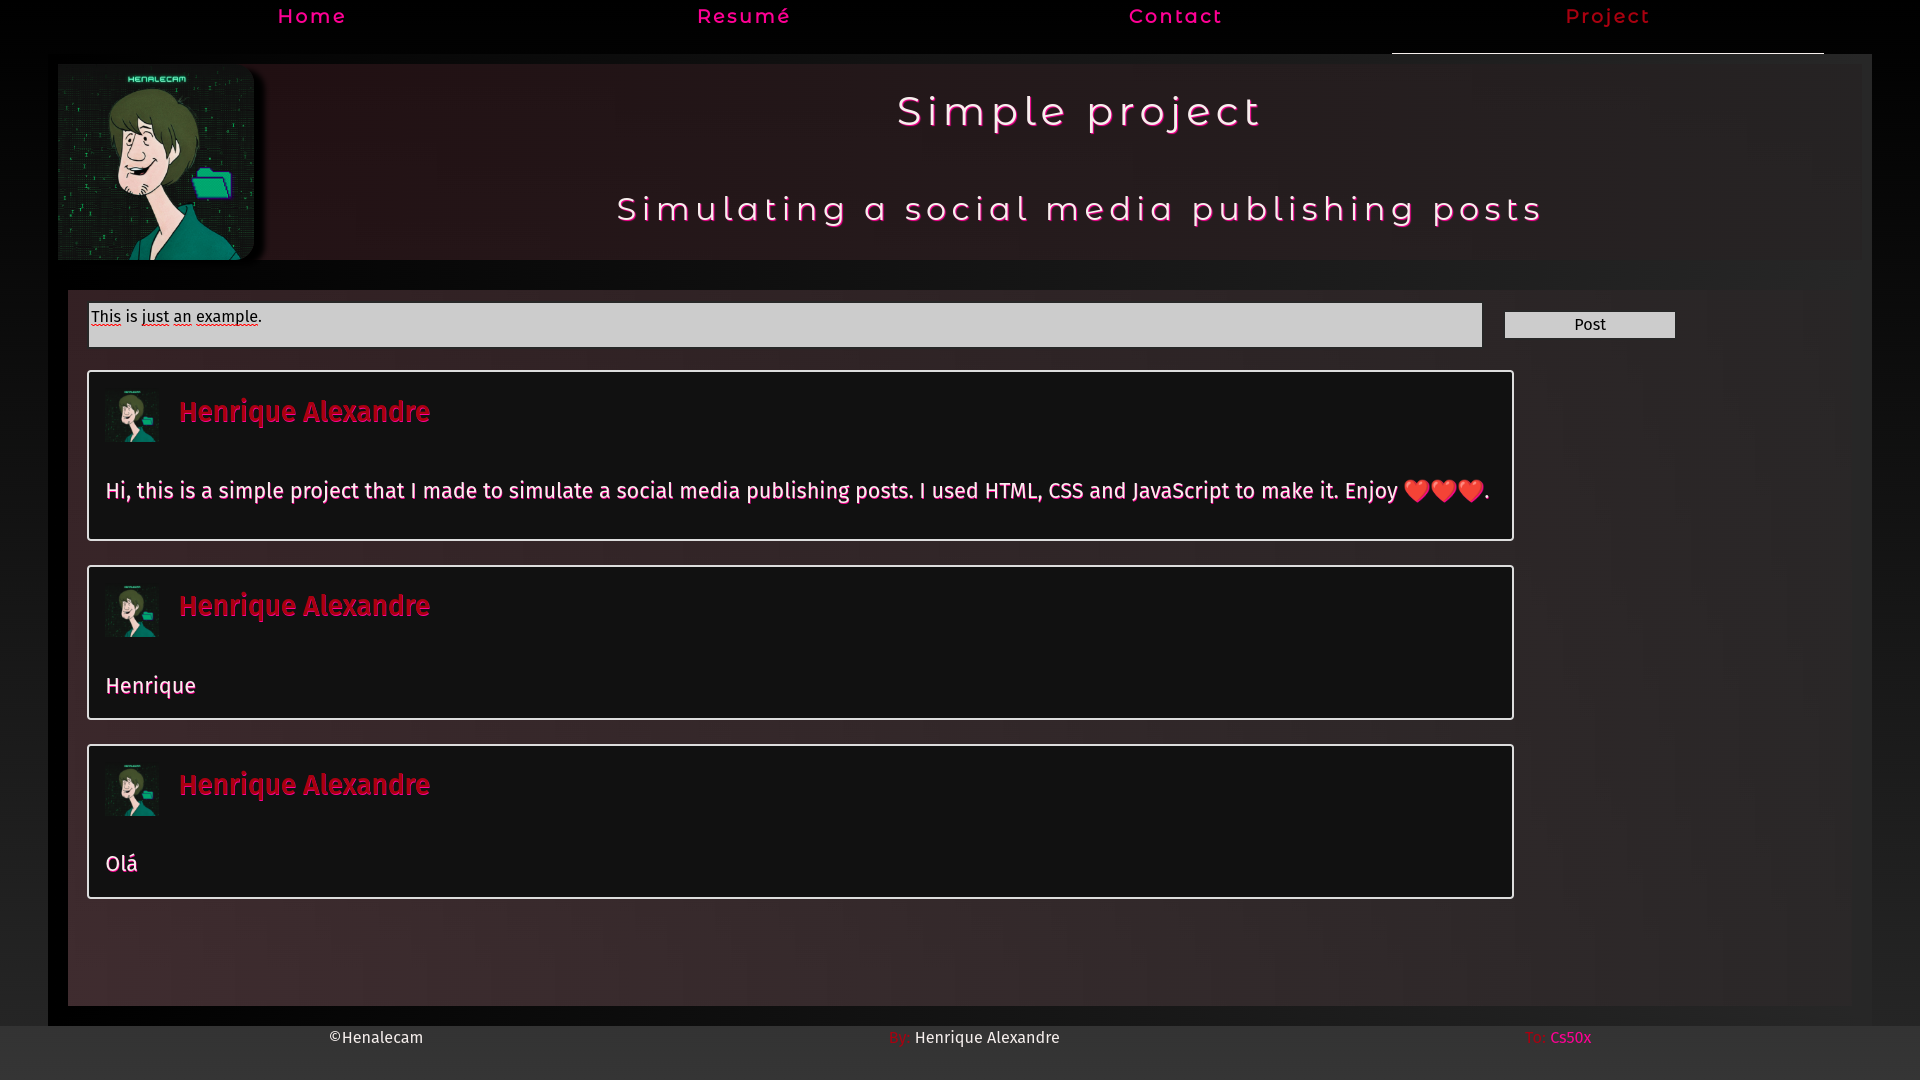 Home Resumé Contact Project
HENALECAM
Simple project
Simulating a social media publishing posts
This is just an example.
Post
Henrique Alexandre
Hi, this is a simple project that I made to simulate a social media publishing posts. I used HTML, CSS and JavaScript to make it. Enjoy ❤️❤️❤️.
Henrique Alexandre
Henrique
Henrique Alexandre
Olá
©Henalecam By: Henrique Alexandre To: Cs50x